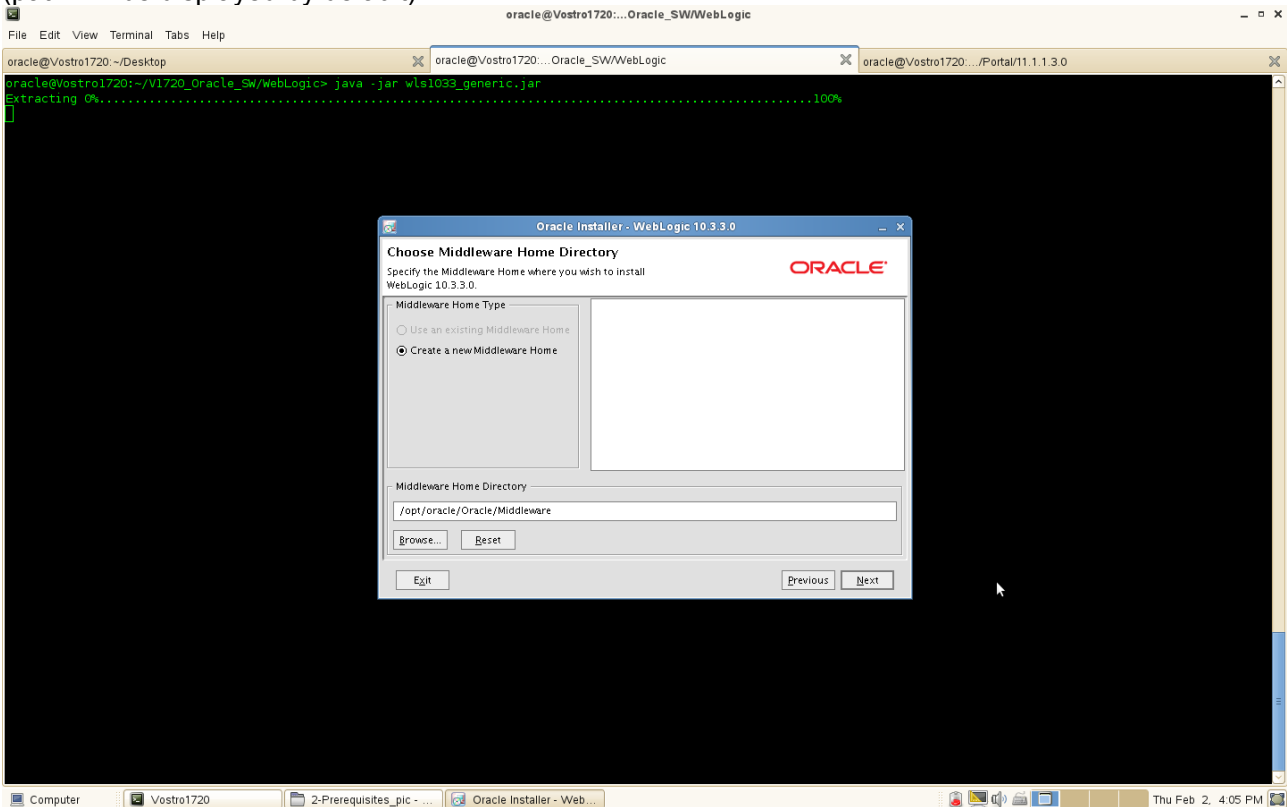 oracle@Vostro1720:...Oracle_SW/WebLogic
File Edit View Terminal Tabs Help
oracle@Vostro1720:~/Desktop
oracle@Vostro1720:...Oracle_SW/WebLogic
oracle@Vostro1720:.../Portal/11.1.1.3.0
oracle@Vostro1720:~/V1720_Oracle_SW/WebLogic> java -jar wls1033_generic.jar
Extracting 0%....................................................................................................100%
Oracle Installer - WebLogic 10.3.3.0
Choose Middleware Home Directory
Specify the Middleware Home where you wish to install
WebLogic 10.3.3.0.
ORACLE
Middleware Home Type
Use an existing Middleware Home
Create a new Middleware Home
Middleware Home Directory
/opt/oracle/Oracle/Middleware
Browse... Reset
Exit Previous Next
Computer Vostro1720 2-Prerequisites_pic - ... Oracle Installer - Web... Thu Feb 2, 4:05 PM